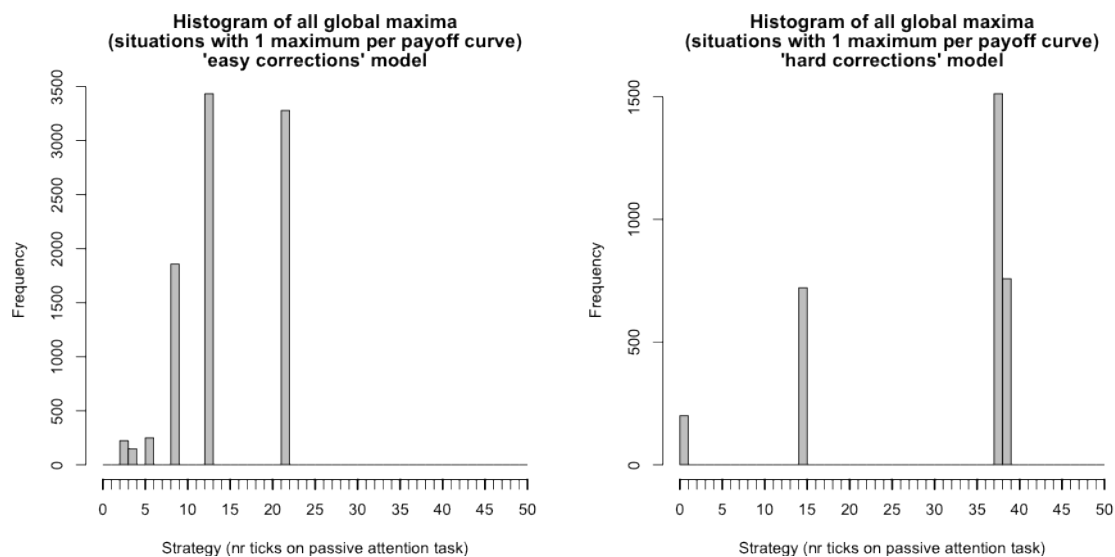 Histogram of all global maxima
(situations with 1 maximum per payoff curve)
'easy corrections' model
Frequency
3500
3000
2500
2000
1500
1000
500
0
0 5 10 15 20 25 30 35 40 45 50
Strategy (nr ticks on passive attention task)
Histogram of all global maxima
(situations with 1 maximum per payoff curve)
'hard corrections' model
Frequency
1500
1000
500
0
0 5 10 15 20 25 30 35 40 45 50
Strategy (nr ticks on passive attention task)